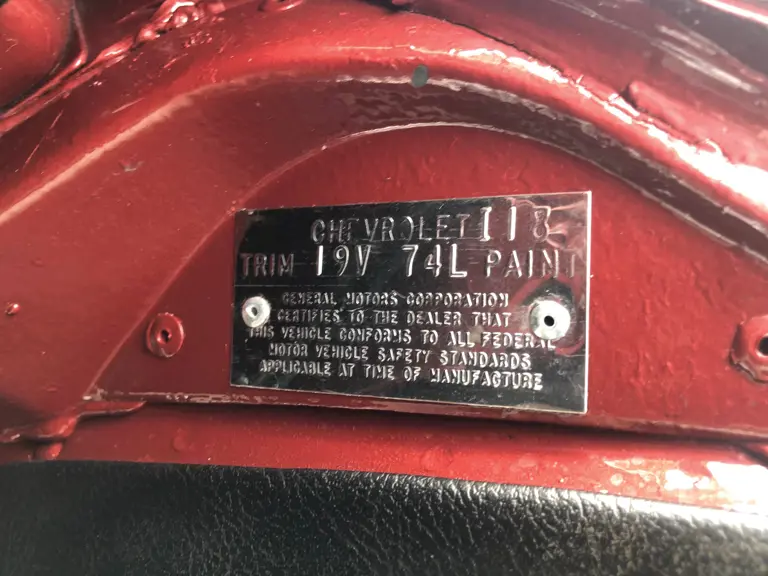 CHEVROLET I18
TRIM 19V 74L PAINT
GENERAL MOTORS CORPORATION
CERTIFIES TO THE DEALER THAT
THIS VEHICLE CONFORMS TO ALL FEDERAL
MOTOR VEHICLE SAFETY STANDARDS
APPLICABLE AT TIME OF MANUFACTURE